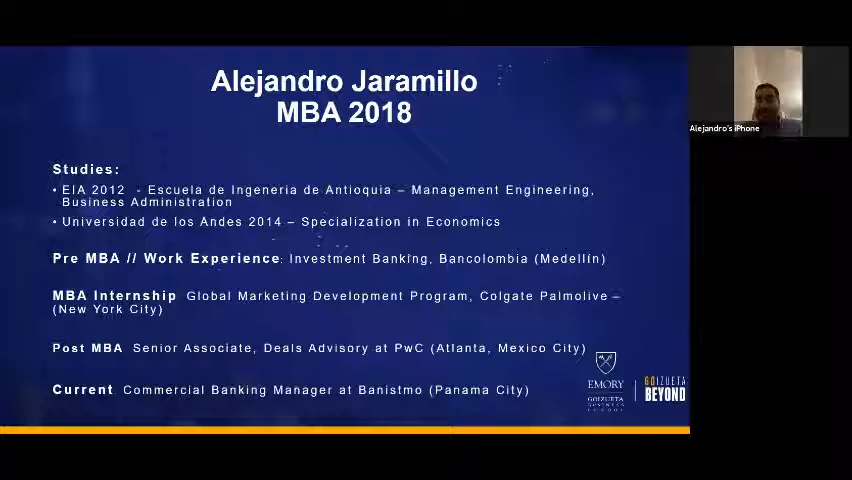 Alejandro Jaramillo
MBA 2018
Alejandro's iPhone
Studies:
• EIA 2012 - Escuela de Ingeneria de Antioquia – Management Engineering,
Business Administration
• Universidad de los Andes 2014 – Specialization in Economics
Pre MBA // Work Experience: Investment Banking, Bancolombia (Medellín)
MBA Internship Global Marketing Development Program, Colgate Palmolive –
(New York City)
Post MBA Senior Associate, Deals Advisory at PwC (Atlanta, Mexico City)
Current Commercial Banking Manager at Banistmo (Panama City)
EMORY
GOIZUETA
BUSINESS
SCHOOL
GOIZUETA
BEYOND